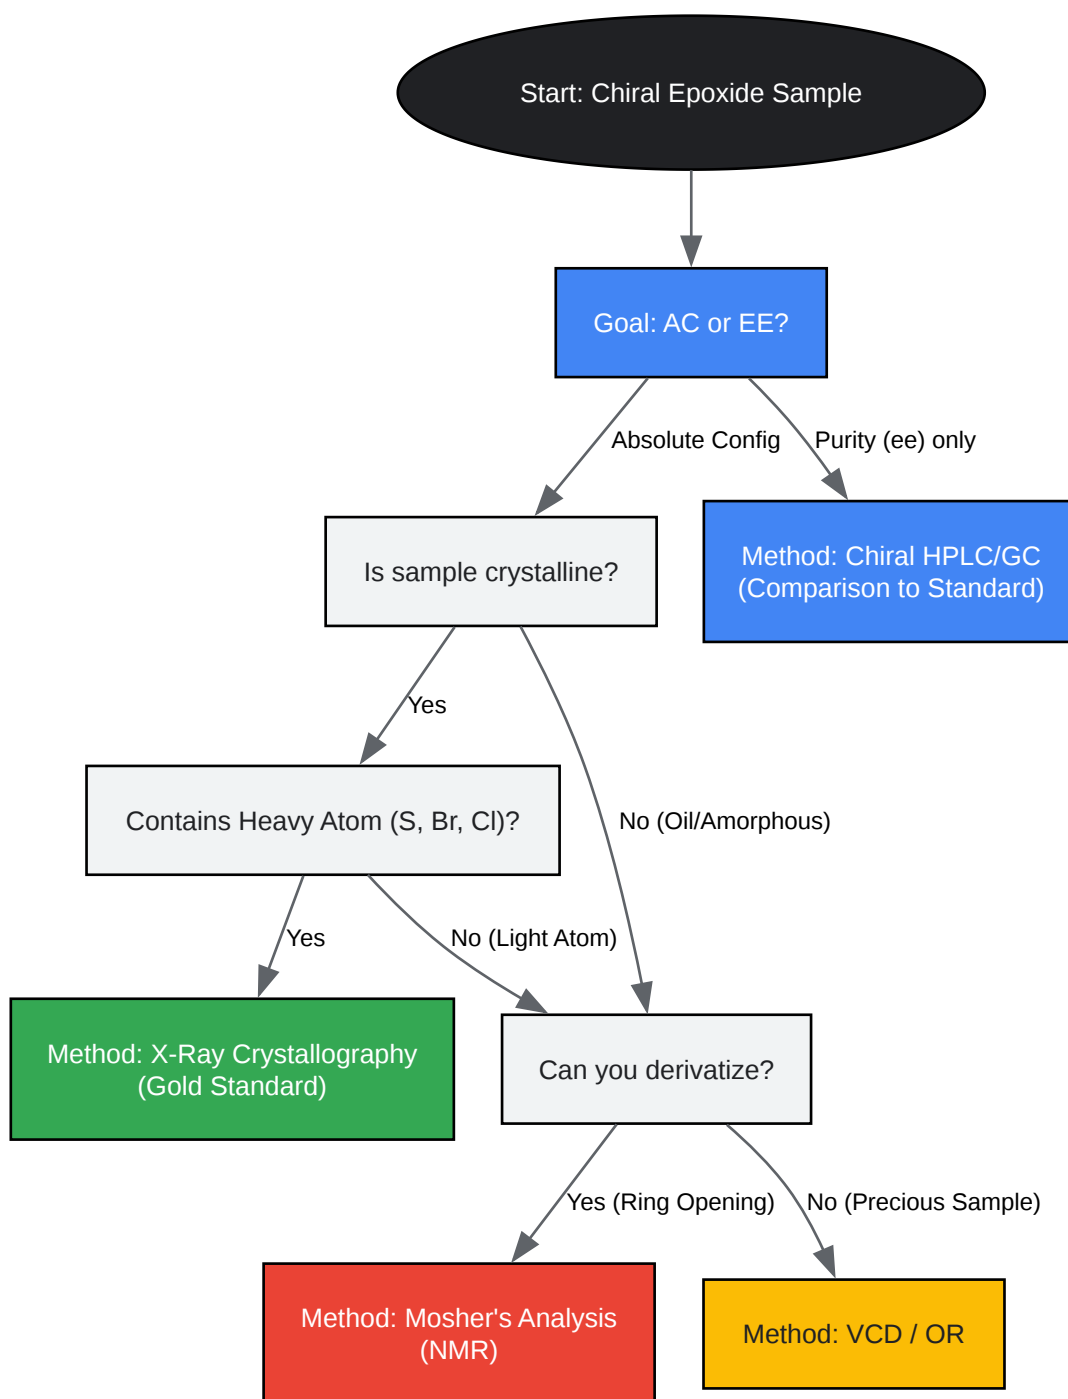 Start: Chiral Epoxide Sample
Goal: AC or EE?
Absolute Config
Purity (ee) only
Is sample crystalline?
Method: Chiral HPLC/GC
(Comparison to Standard)
Yes
Contains Heavy Atom (S, Br, Cl)?
No (Oil/Amorphous)
Yes
No (Light Atom)
Method: X-Ray Crystallography
(Gold Standard)
Can you derivatize?
Yes (Ring Opening)
No (Precious Sample)
Method: Mosher's Analysis
(NMR)
Method: VCD / OR